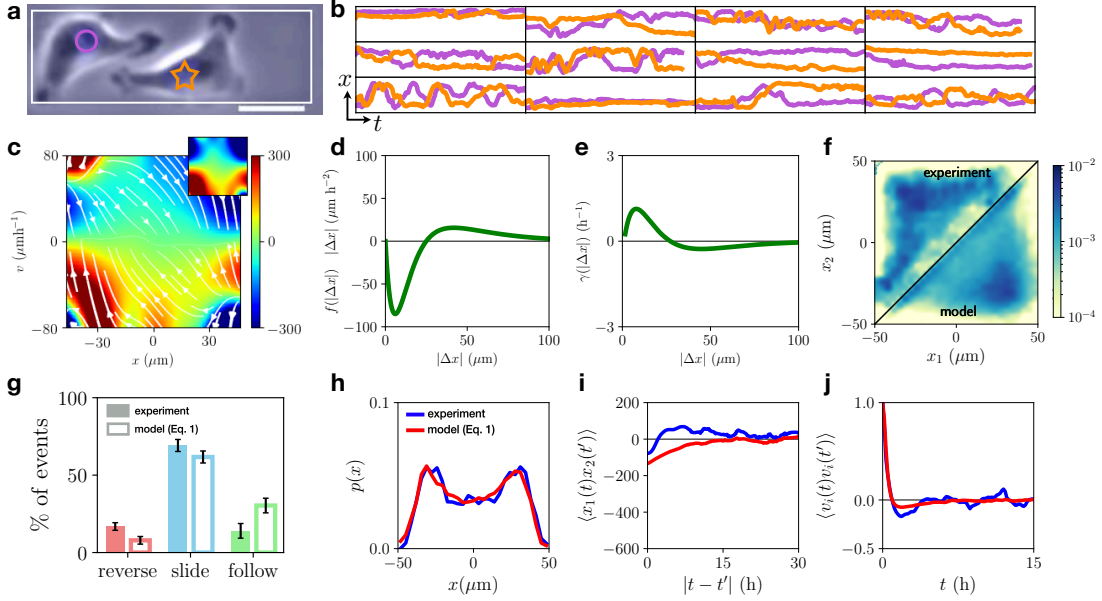 a
b
x
t
c
80
0
−80
v (μmh⁻¹)
−30
0
30
x (μm)
300
0
−300
d
100
50
0
−50
−100
f(|Δx|) |Δx| (μm h⁻²)
0
50
100
|Δx| (μm)
e
3
0
−3
γ(|Δx|) (h⁻¹)
0
50
100
|Δx| (μm)
f
50
0
−50
x₂ (μm)
experiment
model
−50
0
50
x₁ (μm)
10⁻²
10⁻³
10⁻⁴
g
100
50
0
% of events
experiment
model (Eq. 1)
reverse
slide
follow
h
0.1
0.0
p(x)
experiment
model (Eq. 1)
−50
0
50
x(μm)
i
200
0
−200
−400
−600
⟨x₁(t)x₂(t′)⟩
0
15
30
|t − t′| (h)
j
1.0
0.5
0.0
−0.5
⟨vᵢ(t)vᵢ(t′)⟩
0
15
t (h)